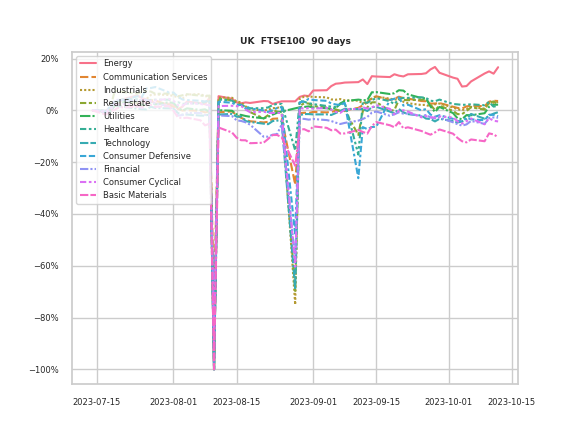 UK FTSE100 90 days
20%
0%
−20%
−40%
−60%
−80%
−100%
Energy
Communication Services
Industrials
Real Estate
Utilities
Healthcare
Technology
Consumer Defensive
Financial
Consumer Cyclical
Basic Materials
2023-07-15 2023-08-01 2023-08-15 2023-09-01 2023-09-15 2023-10-01 2023-10-15